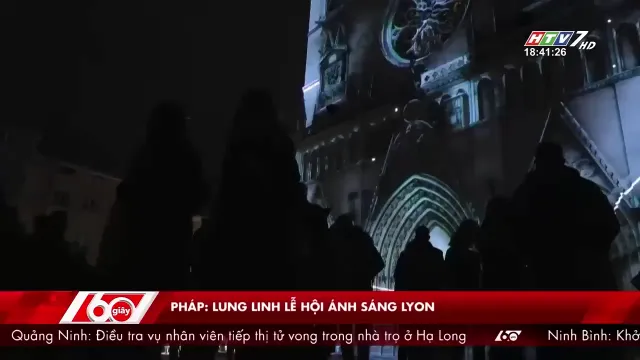 HTV7 HD
18:41:26
60 giây
PHÁP: LUNG LINH LỄ HỘI ÁNH SÁNG LYON
Quảng Ninh: Điều tra vụ nhân viên tiếp thị tử vong trong nhà trọ ở Hạ Long 60 Ninh Bình: Khở